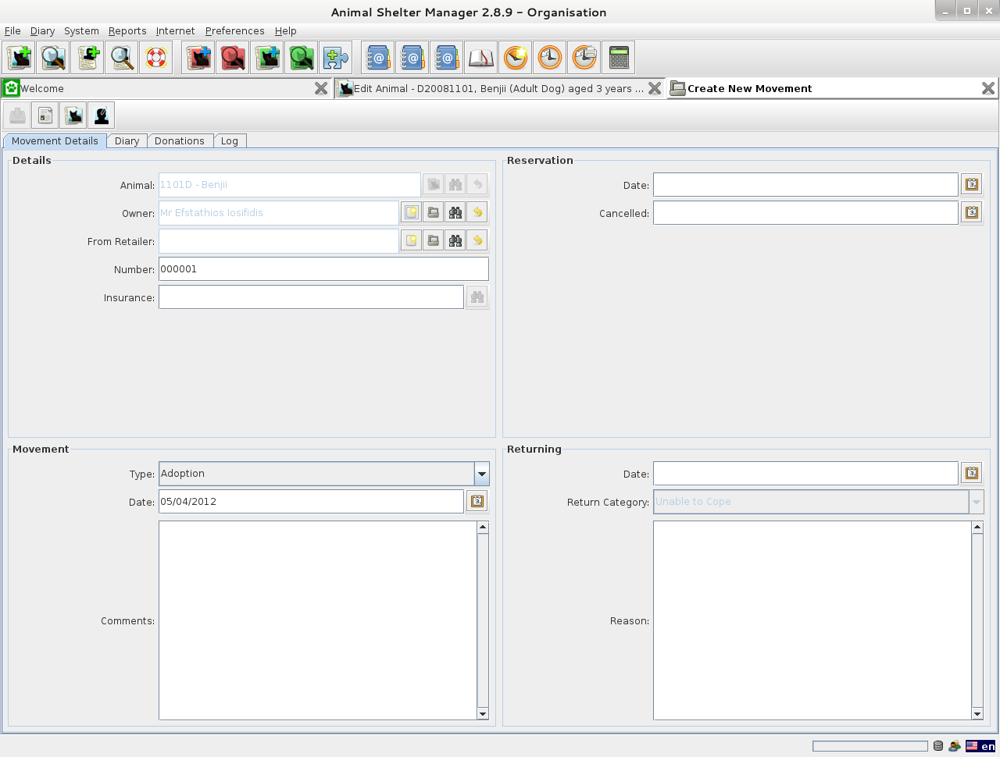 Animal Shelter Manager 2.8.9 – Organisation
File Diary System Reports Internet Preferences Help
Welcome
Edit Animal - D20081101, Benjii (Adult Dog) aged 3 years ...
Create New Movement
Movement Details Diary Donations Log
Details
Animal: 1101D - Benjii
Owner: Mr Efstathios Iosifidis
From Retailer:
Number: 000001
Insurance:
Reservation
Date:
Cancelled:
Movement
Type: Adoption
Date: 05/04/2012
Comments:
Returning
Date:
Return Category: Unable to Cope
Reason:
en